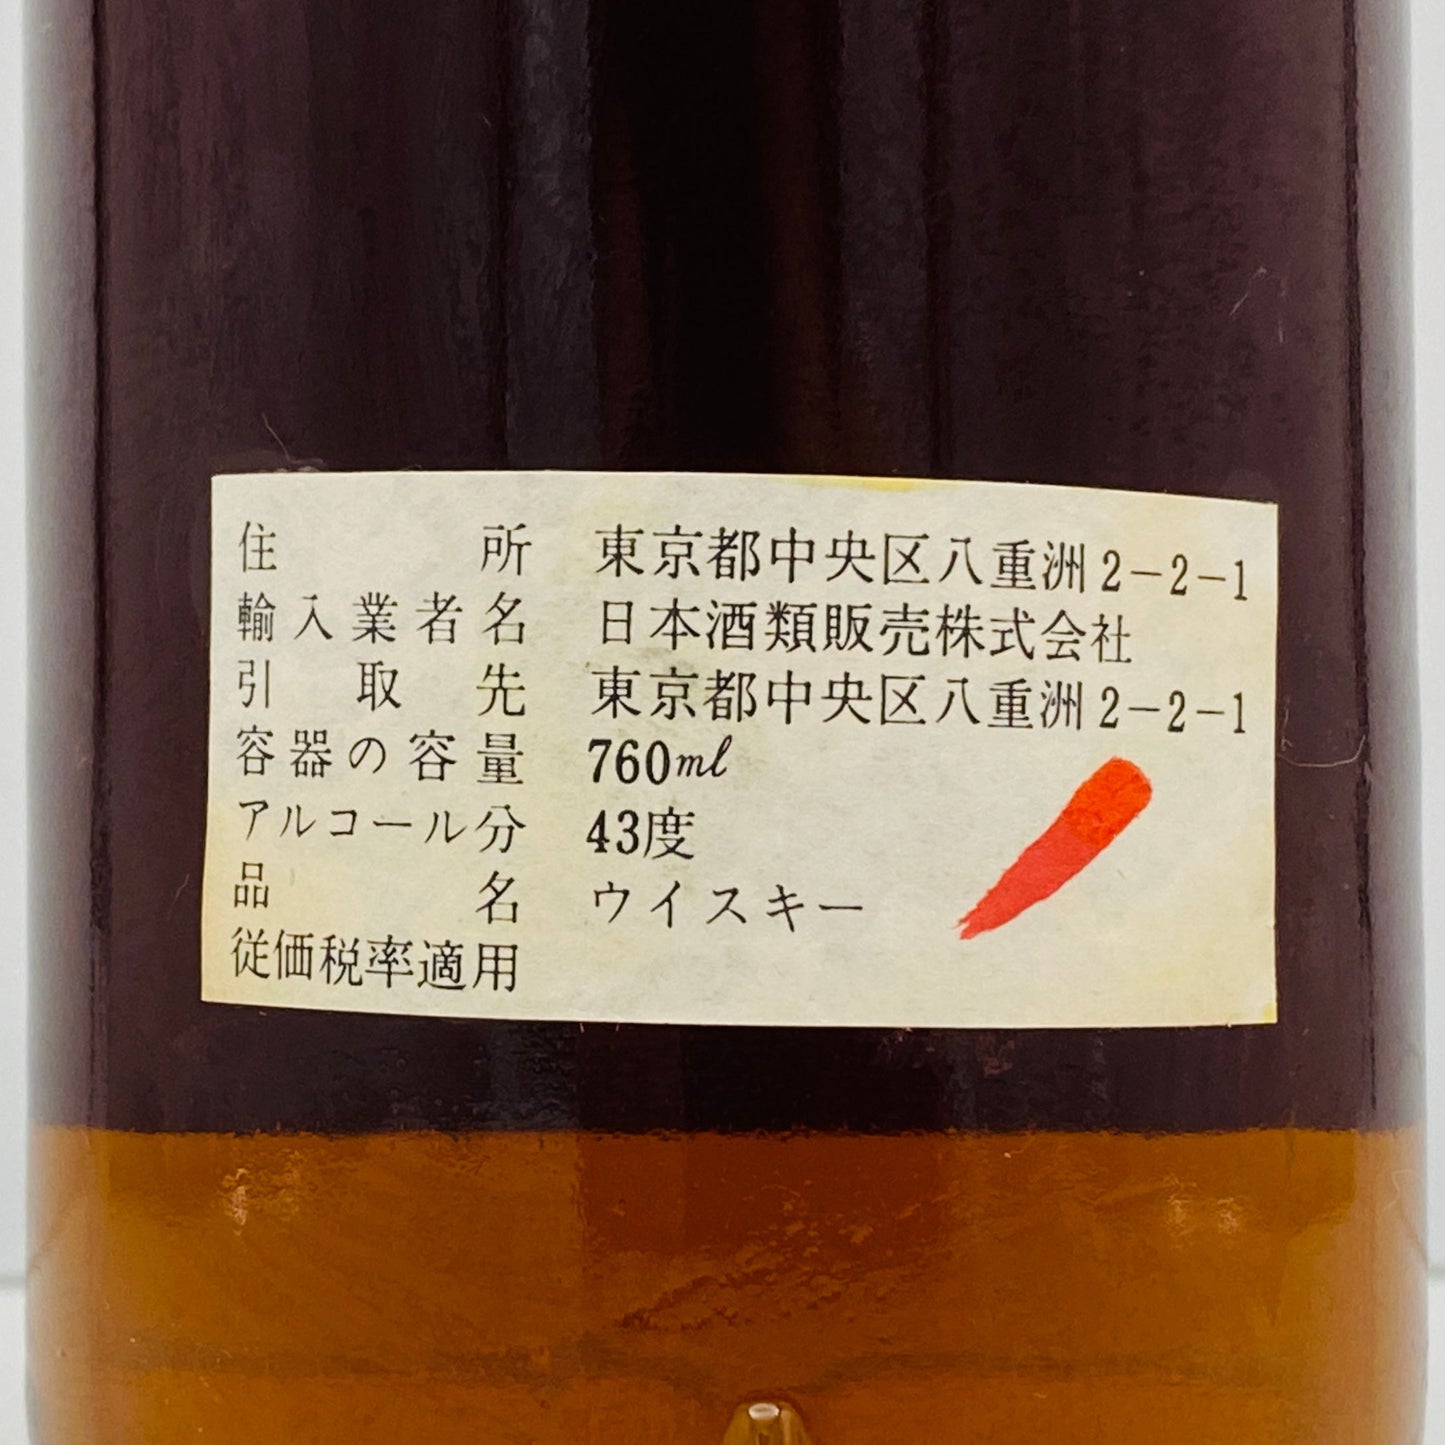 住所 東京都中央区八重洲2-2-1
輸入業者名 日本酒類販売株式会社
引取先 東京都中央区八重洲2-2-1
容器の容量 760ml
アルコール分 43度
品名 ウイスキー
従価税率適用